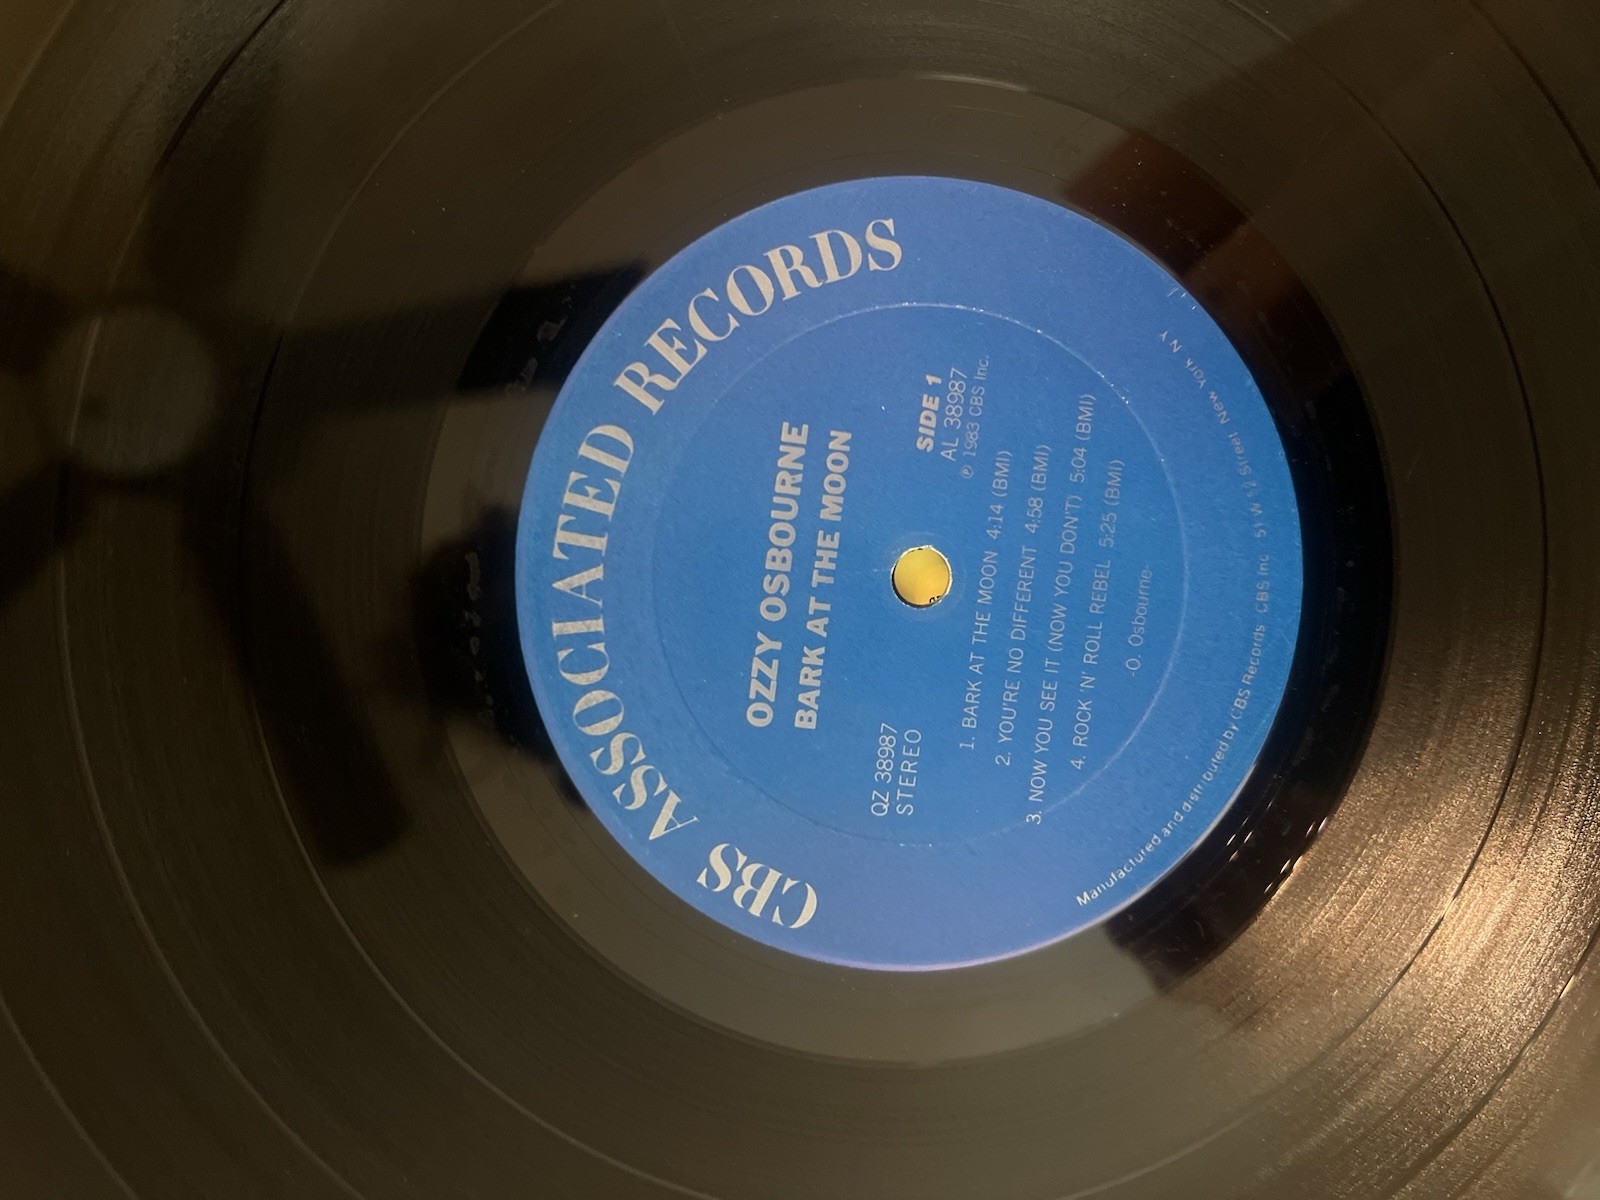 CBS ASSOCIATED RECORDS
OZZY OSBOURNE
BARK AT THE MOON
QZ 38987
STEREO
SIDE 1
AL 38987
℗ 1983 CBS Inc.
1. BARK AT THE MOON 4:14 (BMI)
2. YOU'RE NO DIFFERENT 4:58 (BMI)
3. NOW YOU SEE IT (NOW YOU DON'T) 5:04 (BMI)
4. ROCK 'N' ROLL REBEL 5:25 (BMI)
-O. Osbourne-
Manufactured and distributed by CBS Records CBS Inc 51 W 52 Street New York NY